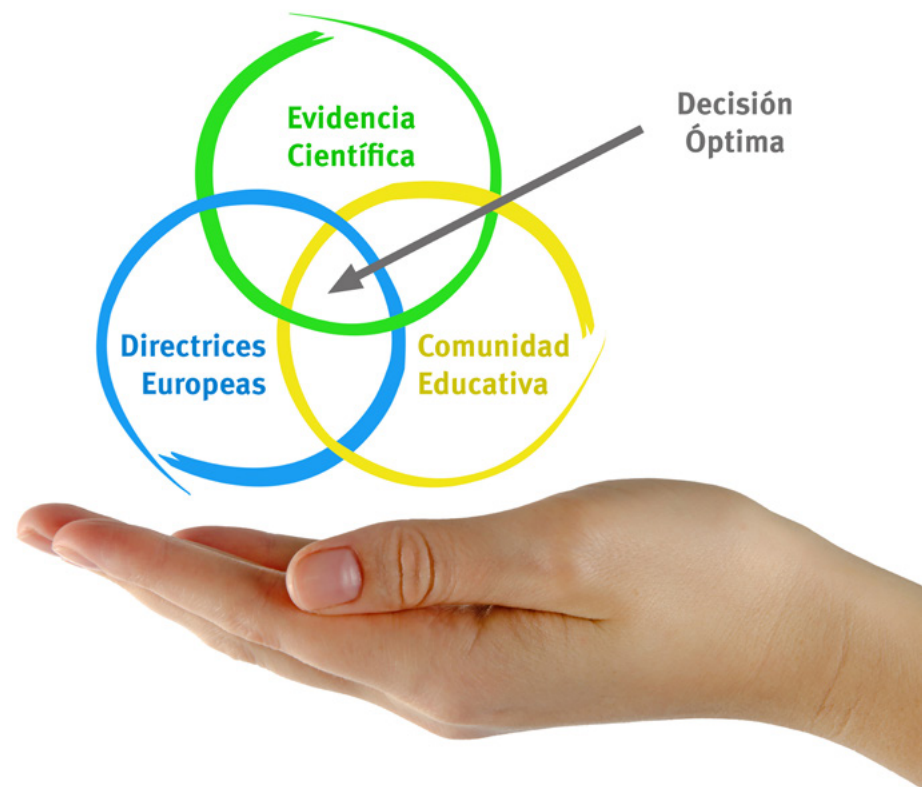 Evidencia
Científica
Decisión
Óptima
Directrices
Europeas
Comunidad
Educativa